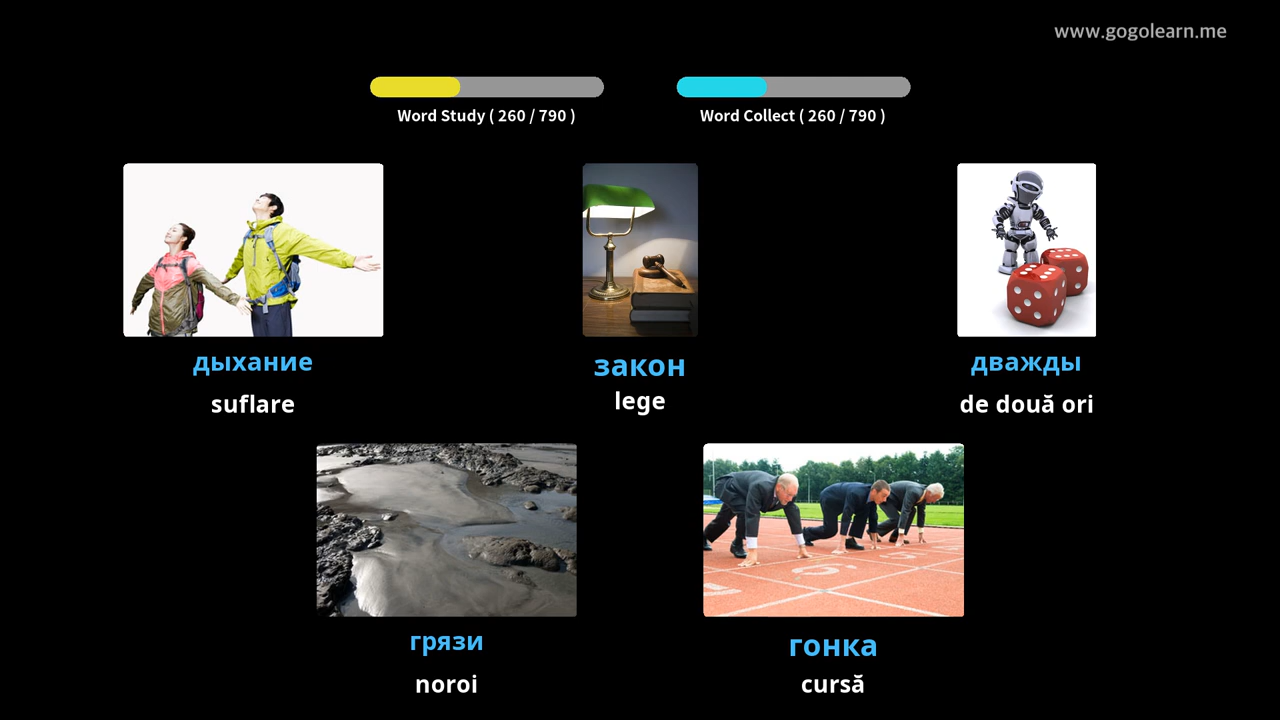 www.gogolearn.me
Word Study ( 260 / 790 )
Word Collect ( 260 / 790 )
дыхание
suflare
закон
lege
дважды
de două ori
грязи
noroi
гонка
cursă